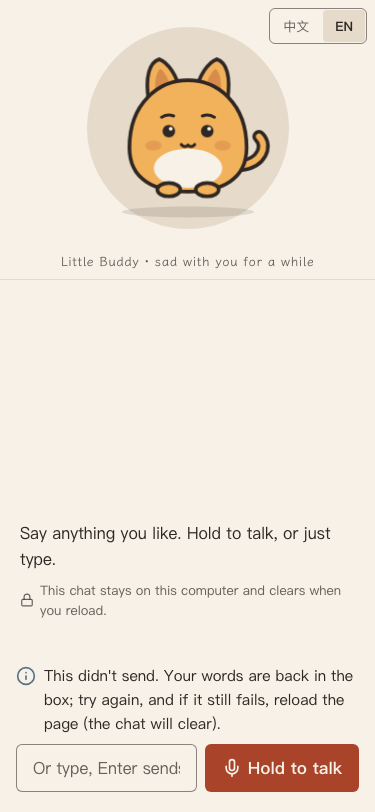 中文 EN
Little Buddy • sad with you for a while
Say anything you like. Hold to talk, or just
type.
This chat stays on this computer and clears when
you reload.
This didn't send. Your words are back in the
box; try again, and if it still fails, reload the
page (the chat will clear).
Or type, Enter sends
Hold to talk